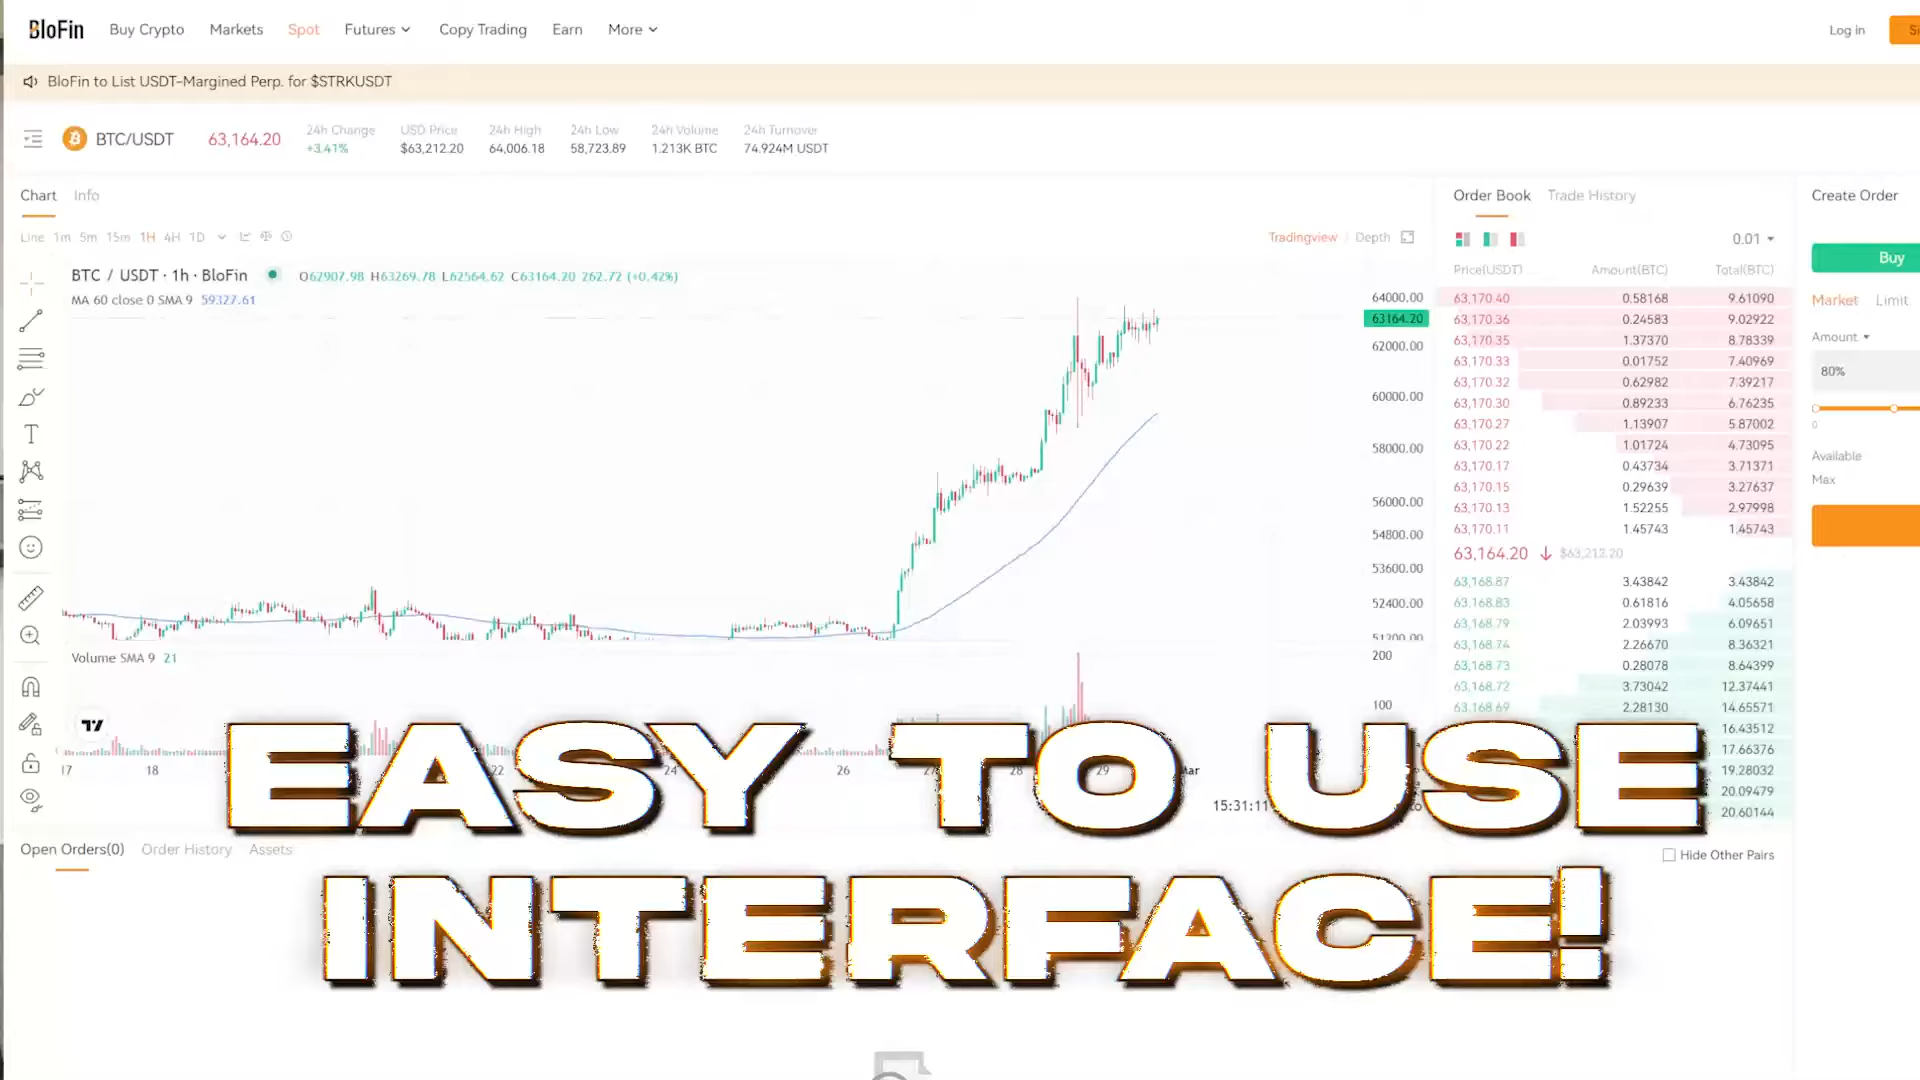 BloFin Buy Crypto Markets Spot Futures Copy Trading Earn More Log in
BloFin to List USDT-Margined Perp. for $STRKUSDT
BTC/USDT 63,164.20
24h Change USD Price 24h High 24h Low 24h Volume 24h Turnover
+3.41% $63,212.20 64,006.18 58,723.89 1.213K BTC 74.924M USDT
Chart Info
Line 1m 5m 15m 1H 4H 1D
Tradingview Depth
BTC / USDT · 1h · BloFin O62907.98 H63269.78 L62564.62 C63164.20 262.72 (+0.42%)
MA 60 close 0 SMA 9 59327.61
64000.00
63164.20
62000.00
60000.00
58000.00
56000.00
54800.00
53600.00
52400.00
51200.00
Volume SMA 9 21
200
100
17 18 22 24 26 27 28 29 Mar
15:31:11
Order Book Trade History
0.01
Price(USDT) Amount(BTC) Total(BTC)
63,170.40 0.58168 9.61090
63,170.36 0.24583 9.02922
63,170.35 1.37370 8.78339
63,170.33 0.01752 7.40969
63,170.32 0.62982 7.39217
63,170.30 0.89233 6.76235
63,170.27 1.13907 5.87002
63,170.22 1.01724 4.73095
63,170.17 0.43734 3.71371
63,170.15 0.29639 3.27637
63,170.13 1.52255 2.97998
63,170.11 1.45743 1.45743
63,164.20 $63,212.20
63,168.87 3.43842 3.43842
63,168.83 0.61816 4.05658
63,168.79 2.03993 6.09651
63,168.74 2.26670 8.36321
63,168.73 0.28078 8.64399
63,168.72 3.73042 12.37441
63,168.69 2.28130 14.65571
16.43512
17.66376
19.28032
20.09479
20.60144
Create Order
Buy
Market Limit
Amount
80%
0
Available
Max
EASY TO USE
INTERFACE!
Open Orders(0) Order History Assets
Hide Other Pairs